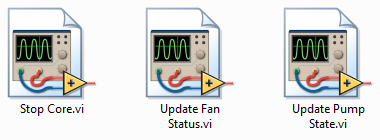 Stop Core.vi
Update Fan
Status.vi
Update Pump
State.vi